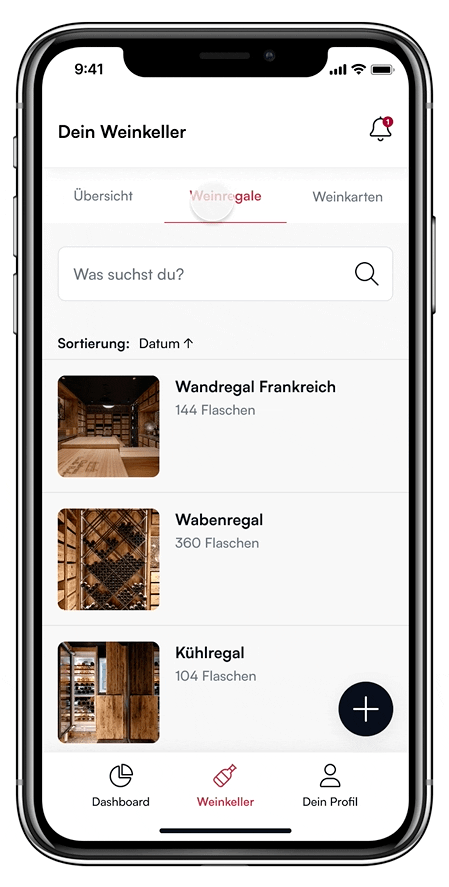 9:41
Dein Weinkeller
1
Übersicht Weinregale Weinkarten
Was suchst du?
Sortierung: Datum ↑
Wandregal Frankreich
144 Flaschen
Wabenregal
360 Flaschen
Kühlregal
104 Flaschen
Dashboard Weinkeller Dein Profil